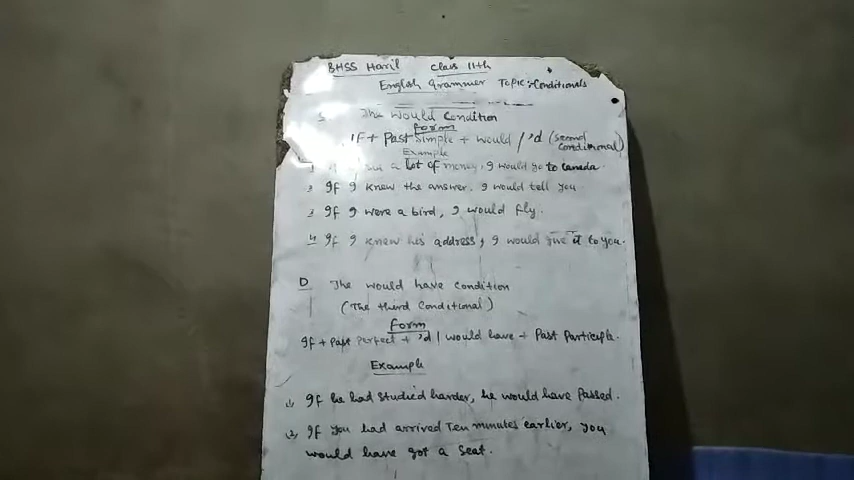 BHSS Haril Class 11th
English Grammer Topic:- Conditionals
The would Condition
form
IF + Past Simple + would / 'd (second conditional)
Example
a lot of money, I would go to Canada.
2 If I knew the answer. I would tell you
3 If I were a bird, I would fly.
4 If I knew his address, I would give it to you.
D The would have condition
(The third Conditional)
Form
If + Past Perfect + 'd / would have + Past Participle.
Example
1, If he had studied harder, he would have Passed.
2, If you had arrived Ten minutes earlier, you
would have got a seat.